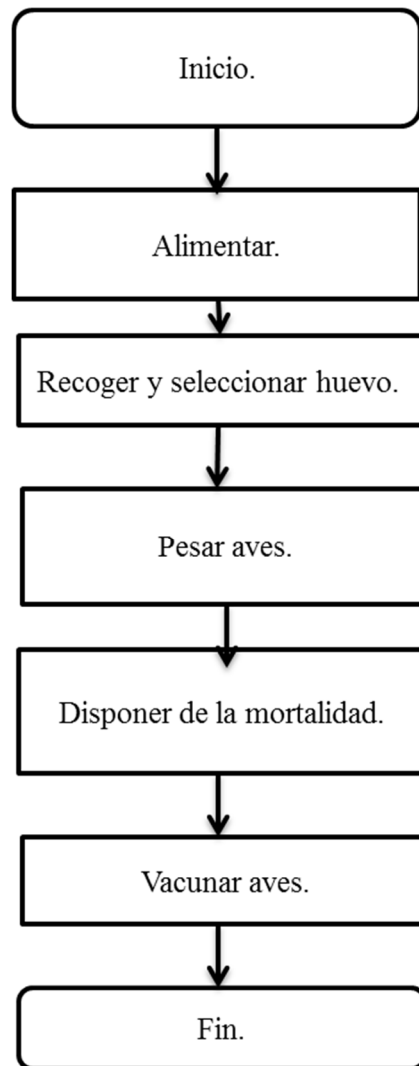 Inicio.
Alimentar.
Recoger y seleccionar huevo.
Pesar aves.
Disponer de la mortalidad.
Vacunar aves.
Fin.